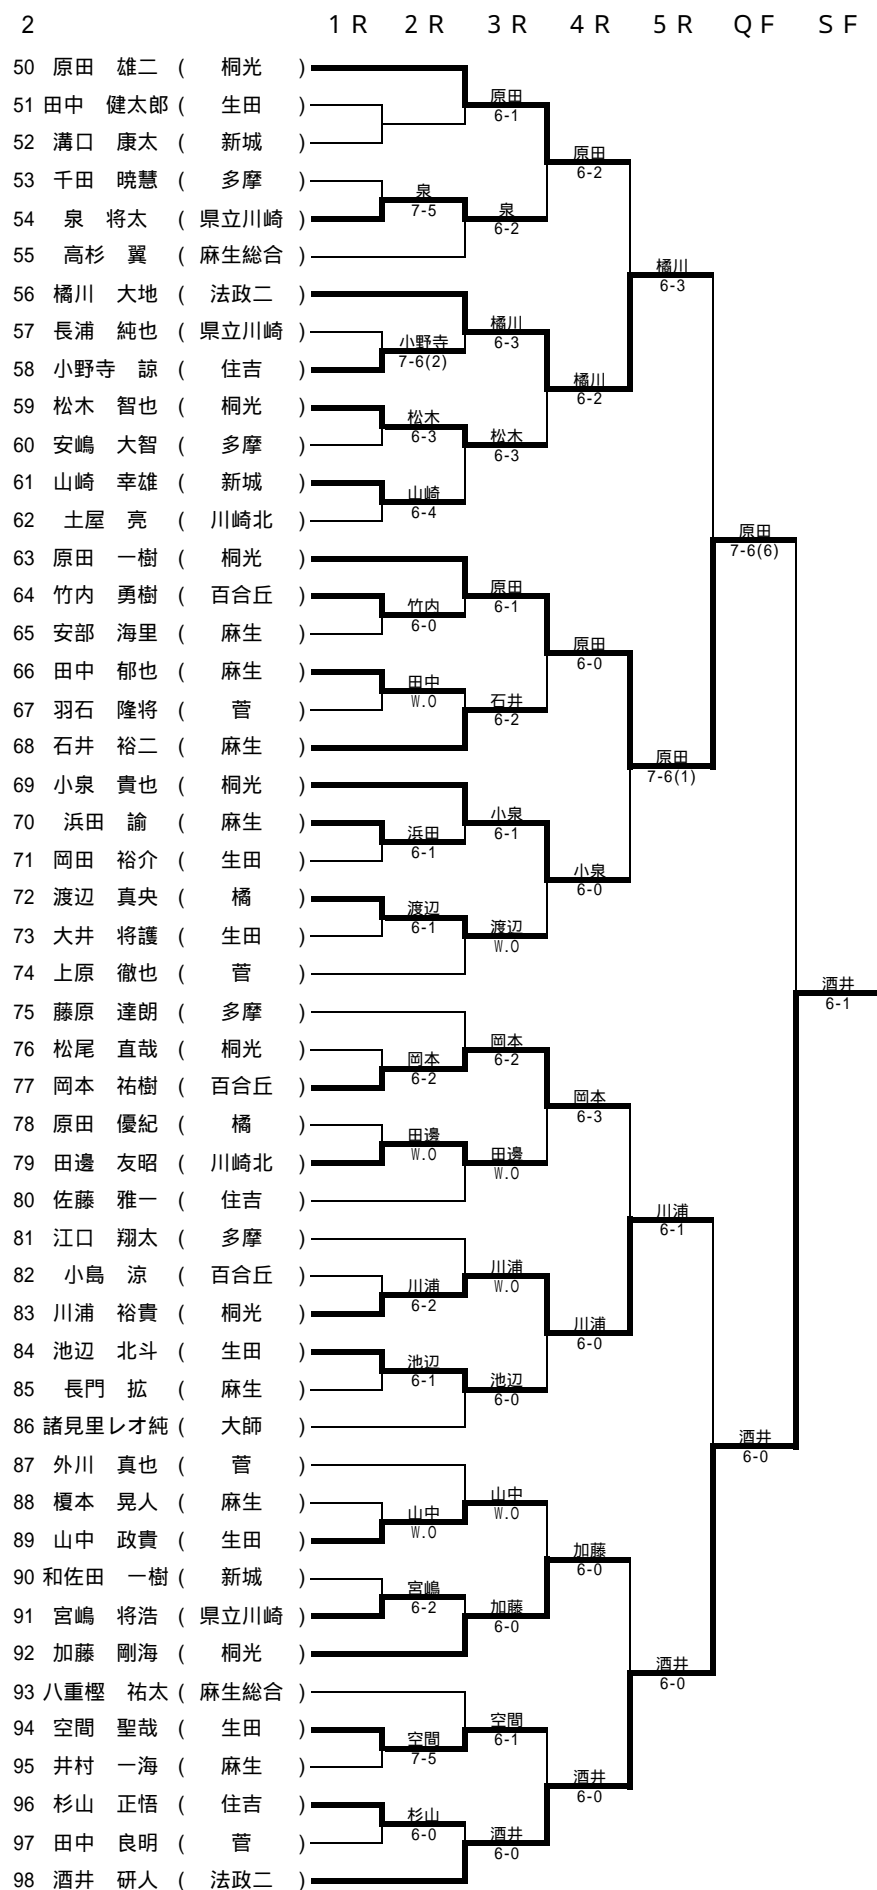 2 1R 2R 3R 4R 5R QF SF
50 原田 雄二 ( 桐光 )
原田
51 田中 健太郎 ( 生田 )
6-1
52 溝口 康太 ( 新城 )
原田
6-2
53 千田 暁慧 ( 多摩 )
泉
7-5
54 泉 将太 ( 県立川崎 )
泉
6-2
55 高杉 翼 ( 麻生総合 )
橘川
6-3
56 橘川 大地 ( 法政二 )
橘川
57 長浦 純也 ( 県立川崎 )
6-3
小野寺
7-6(2)
58 小野寺 諒 ( 住吉 )
橘川
6-2
59 松木 智也 ( 桐光 )
松木
6-3
60 安嶋 大智 ( 多摩 )
松木
6-3
61 山崎 幸雄 ( 新城 )
山崎
6-4
62 土屋 亮 ( 川崎北 )
原田
7-6(6)
63 原田 一樹 ( 桐光 )
原田
64 竹内 勇樹 ( 百合丘 )
6-1
竹内
6-0
65 安部 海里 ( 麻生 )
原田
6-0
66 田中 郁也 ( 麻生 )
田中
W.O
67 羽石 隆将 ( 菅 )
石井
6-2
68 石井 裕二 ( 麻生 )
原田
7-6(1)
69 小泉 貴也 ( 桐光 )
小泉
70 浜田 諭 ( 麻生 )
6-1
浜田
6-1
71 岡田 裕介 ( 生田 )
小泉
6-0
72 渡辺 真央 ( 橘 )
渡辺
6-1
73 大井 将護 ( 生田 )
渡辺
W.O
74 上原 徹也 ( 菅 )
酒井
6-1
75 藤原 達朗 ( 多摩 )
岡本
76 松尾 直哉 ( 桐光 )
6-2
岡本
6-2
77 岡本 祐樹 ( 百合丘 )
岡本
6-3
78 原田 優紀 ( 橘 )
田邊
W.O
79 田邊 友昭 ( 川崎北 )
田邊
W.O
80 佐藤 雅一 ( 住吉 )
川浦
6-1
81 江口 翔太 ( 多摩 )
川浦
82 小島 涼 ( 百合丘 )
W.O
川浦
6-2
83 川浦 裕貴 ( 桐光 )
川浦
6-0
84 池辺 北斗 ( 生田 )
池辺
6-1
85 長門 拡 ( 麻生 )
池辺
6-0
86 諸見里レオ純 ( 大師 )
酒井
6-0
87 外川 真也 ( 菅 )
山中
88 榎本 晃人 ( 麻生 )
W.O
山中
W.O
89 山中 政貴 ( 生田 )
加藤
6-0
90 和佐田 一樹 ( 新城 )
宮嶋
6-2
91 宮嶋 将浩 ( 県立川崎 )
加藤
6-0
92 加藤 剛海 ( 桐光 )
酒井
6-0
93 八重樫 祐太 ( 麻生総合 )
空間
94 空間 聖哉 ( 生田 )
6-1
空間
7-5
95 井村 一海 ( 麻生 )
酒井
6-0
96 杉山 正悟 ( 住吉 )
杉山
6-0
97 田中 良明 ( 菅 )
酒井
6-0
98 酒井 研人 ( 法政二 )